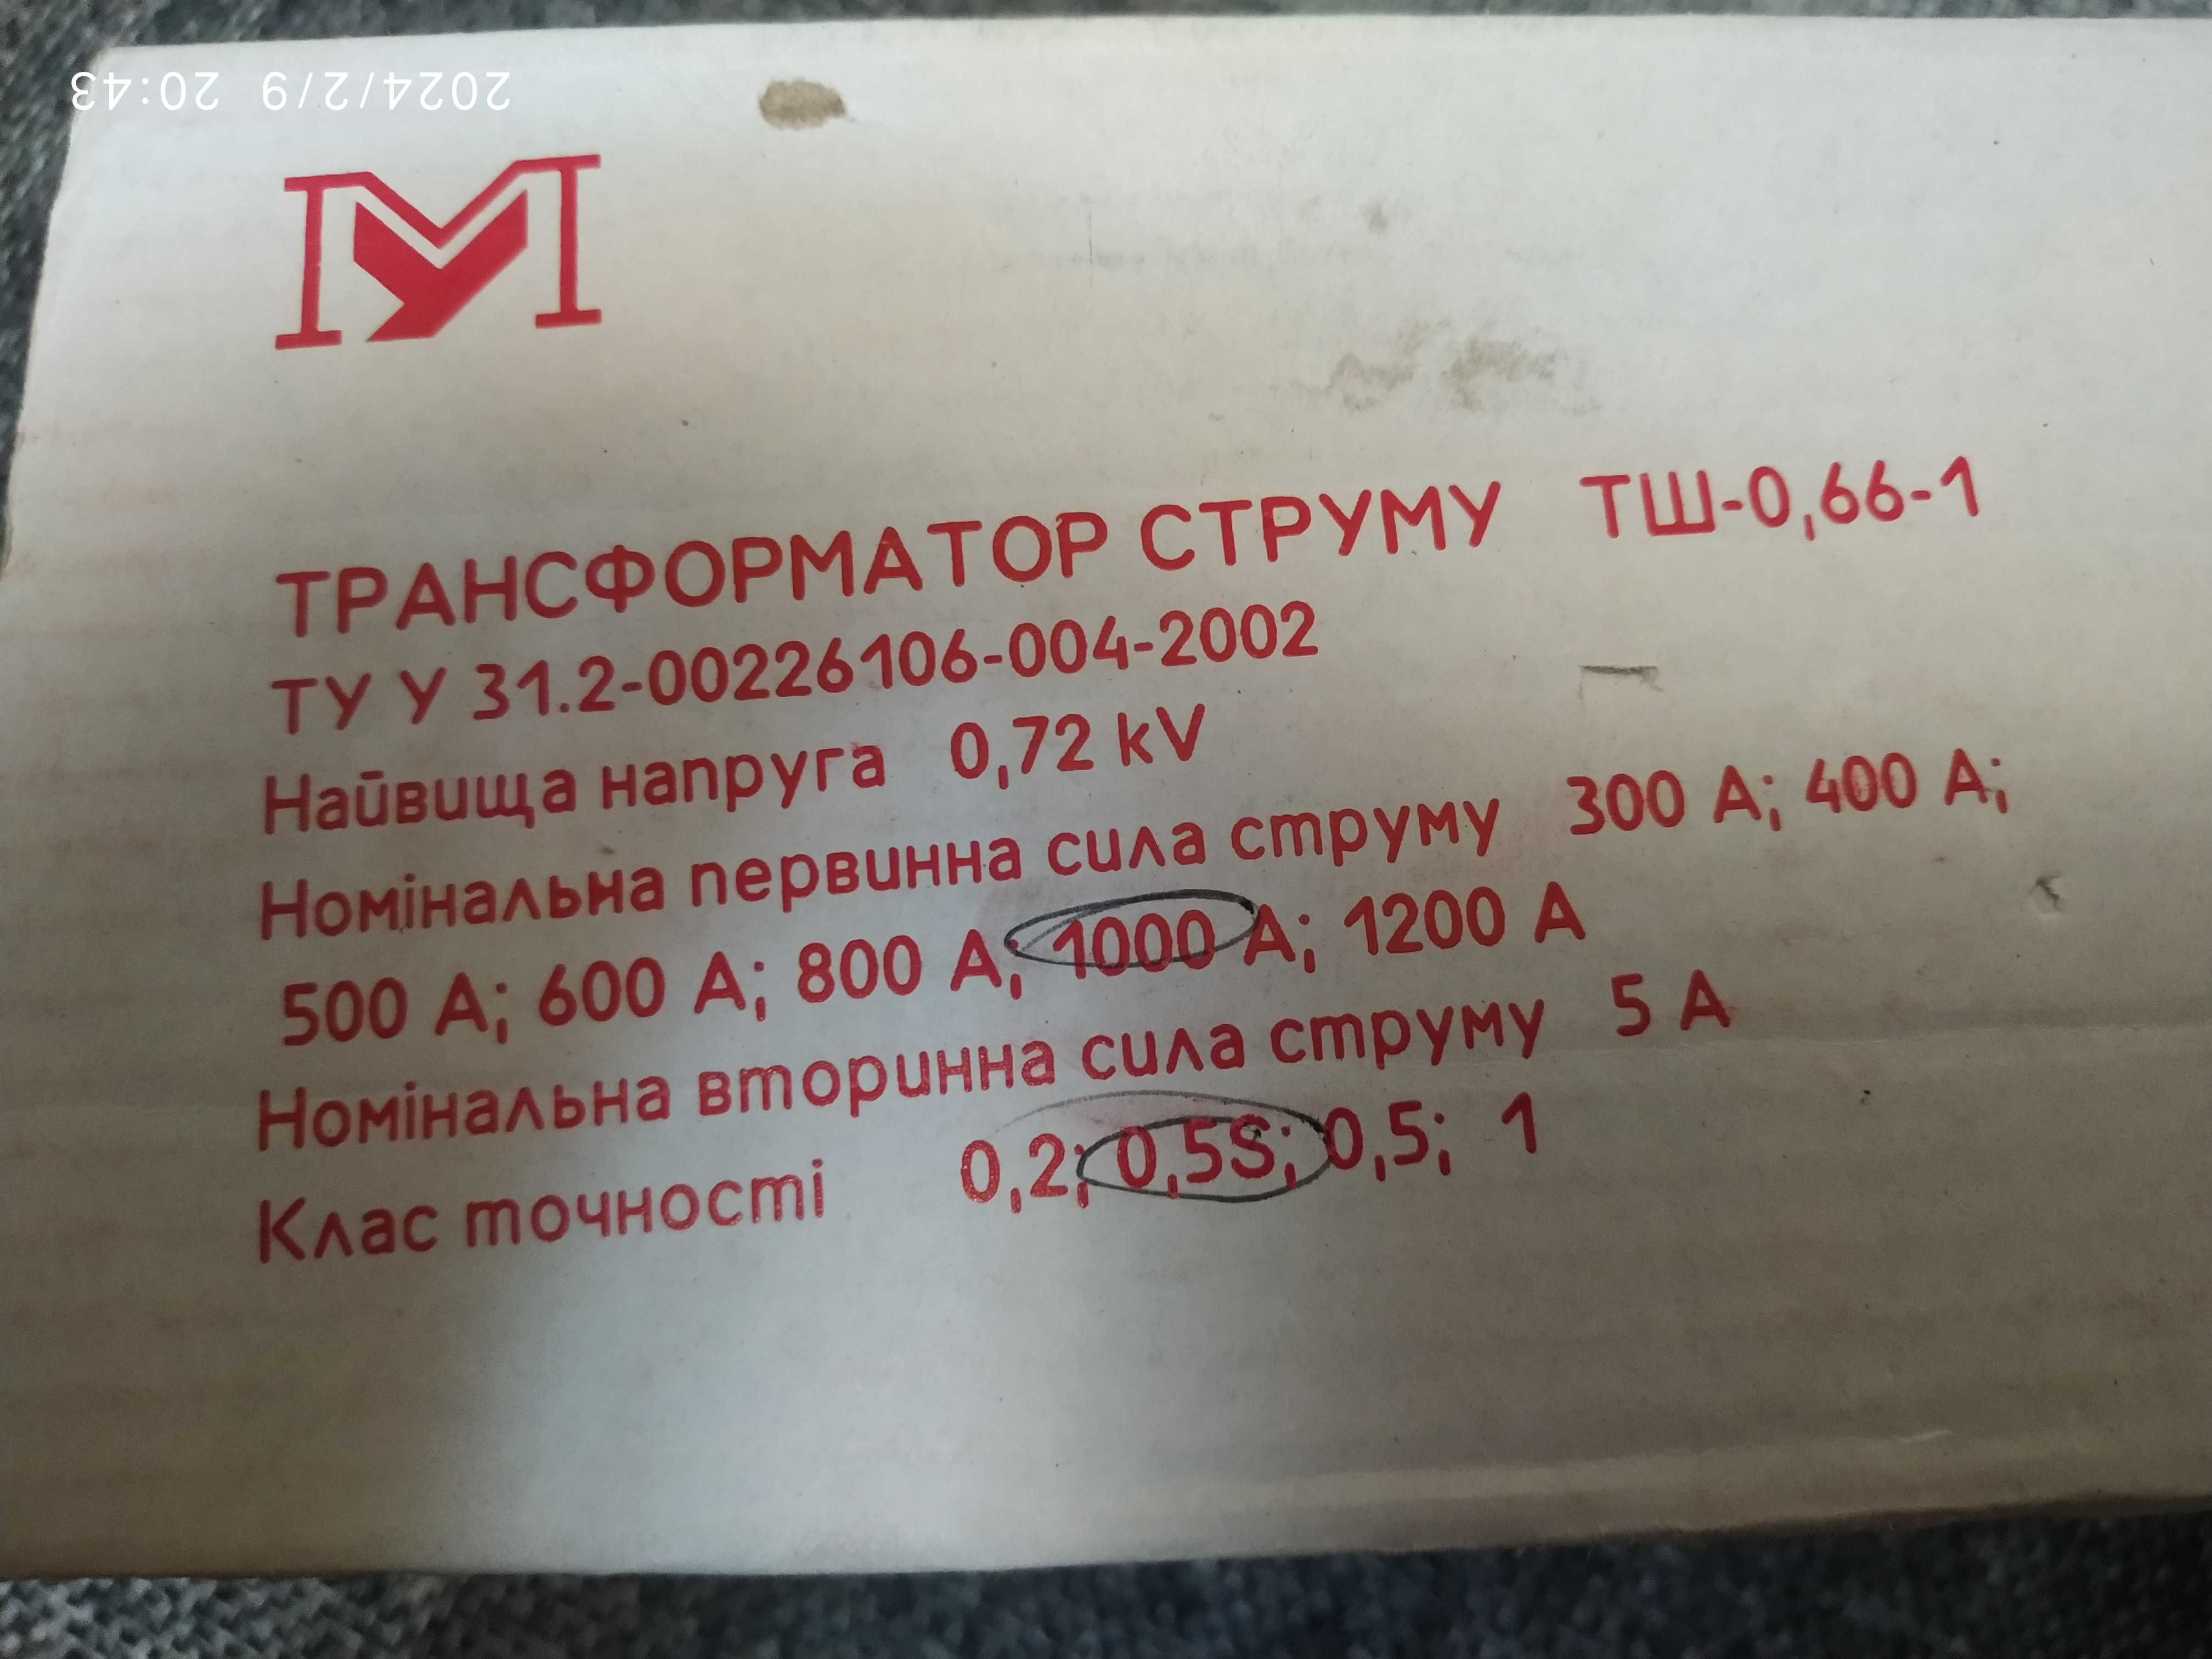 2024/2/9 20:43
ТРАНСФОРМАТОР СТРУМУ ТШ-0,66-1
ТУ У 31.2-00226106-004-2002
Найвища напруга 0,72 kV
Номінальна первинна сила струму 300 А; 400 А;
500 А; 600 А; 800 А; 1000 А; 1200 А
Номінальна вторинна сила струму 5 А
Клас точності 0,2; 0,5S; 0,5; 1